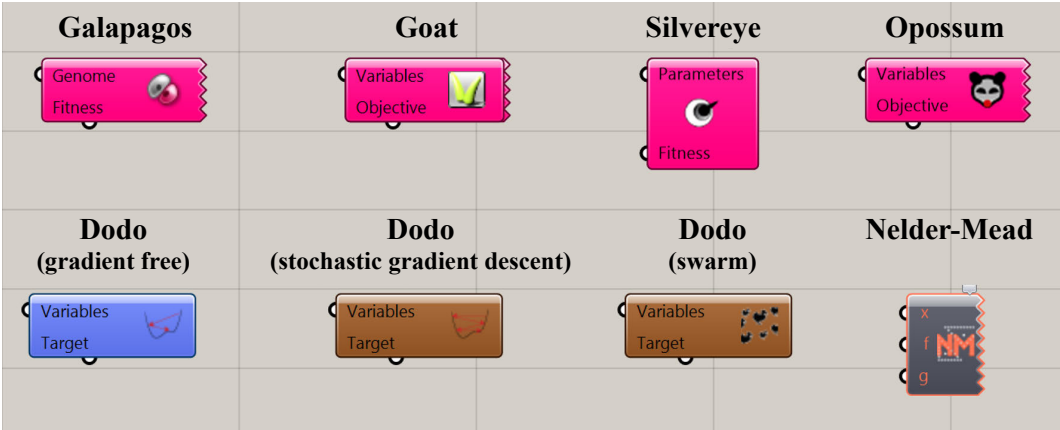 Galapagos
Goat
Silvereye
Opossum
Genome
Fitness
Variables
Objective
Parameters
Fitness
Variables
Objective
Dodo
(gradient free)
Dodo
(stochastic gradient descent)
Dodo
(swarm)
Nelder-Mead
Variables
Target
Variables
Target
Variables
Target
x
f
g
NM